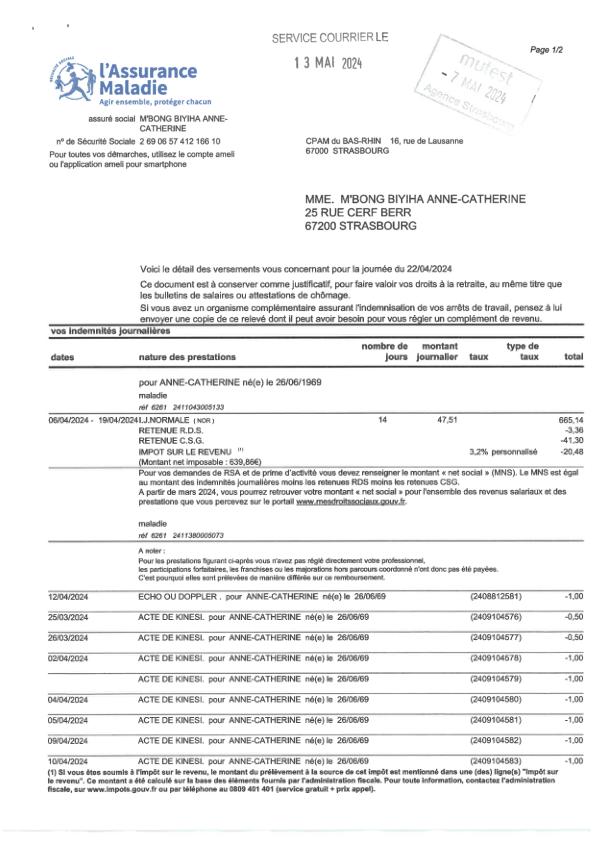 SERVICE COURRIER LE
13 MAI 2024
mutest
- 7 MAI 2024
Agence Strasbourg
Page 1/2
SÉCURITÉ SOCIALE
l'Assurance
Maladie
Agir ensemble, protéger chacun
assuré social M'BONG BIYIHA ANNE-
CATHERINE
n° de Sécurité Sociale 2 69 06 57 412 166 10
Pour toutes vos démarches, utilisez le compte ameli
ou l'application ameli pour smartphone
CPAM du BAS-RHIN 16, rue de Lausanne
67000 STRASBOURG
MME. M'BONG BIYIHA ANNE-CATHERINE
25 RUE CERF BERR
67200 STRASBOURG
Voici le détail des versements vous concernant pour la journée du 22/04/2024
Ce document est à conserver comme justificatif, pour faire valoir vos droits à la retraite, au même titre que
les bulletins de salaires ou attestations de chômage.
Si vous avez un organisme complémentaire assurant l'indemnisation de vos arrêts de travail, pensez à lui
envoyer une copie de ce relevé dont il peut avoir besoin pour vous régler un complément de revenu.
vos indemnités journalières
dates nature des prestations nombre de jours montant journalier taux type de taux total
pour ANNE-CATHERINE né(e) le 26/06/1969
maladie
réf 6261 2411043005133
06/04/2024 - 19/04/2024 I.J.NORMALE (NOR) 14 47,51 665,14
RETENUE R.D.S. -3,36
RETENUE C.S.G. -41,30
IMPOT SUR LE REVENU (1) 3,2% personnalisé -20,48
(Montant net imposable : 639,86€)
Pour vos demandes de RSA et de prime d'activité vous devez renseigner le montant « net social » (MNS). Le MNS est égal
au montant des indemnités journalières moins les retenues RDS moins les retenues CSG.
A partir de mars 2024, vous pourrez retrouver votre montant « net social » pour l'ensemble des revenus salariaux et des
prestations que vous percevez sur le portail www.mesdroitssociaux.gouv.fr.
maladie
réf 6261 2411380005073
A noter :
Pour les prestations figurant ci-après vous n'avez pas réglé directement votre professionnel,
les participations forfaitaires, les franchises ou les majorations hors parcours coordonné n'ont donc pas été payées.
C'est pourquoi elles sont prélevées de manière différée sur ce remboursement.
12/04/2024 ECHO OU DOPPLER . pour ANNE-CATHERINE né(e) le 26/06/69 (2408812581) -1,00
25/03/2024 ACTE DE KINESI. pour ANNE-CATHERINE né(e) le 26/06/69 (2409104576) -0,50
26/03/2024 ACTE DE KINESI. pour ANNE-CATHERINE né(e) le 26/06/69 (2409104577) -0,50
02/04/2024 ACTE DE KINESI. pour ANNE-CATHERINE né(e) le 26/06/69 (2409104578) -1,00
ACTE DE KINESI. pour ANNE-CATHERINE né(e) le 26/06/69 (2409104579) -1,00
04/04/2024 ACTE DE KINESI. pour ANNE-CATHERINE né(e) le 26/06/69 (2409104580) -1,00
05/04/2024 ACTE DE KINESI. pour ANNE-CATHERINE né(e) le 26/06/69 (2409104581) -1,00
09/04/2024 ACTE DE KINESI. pour ANNE-CATHERINE né(e) le 26/06/69 (2409104582) -1,00
10/04/2024 ACTE DE KINESI. pour ANNE-CATHERINE né(e) le 26/06/69 (2409104583) -1,00
(1) Si vous êtes soumis à l'impôt sur le revenu, le montant du prélèvement à la source de cet impôt est mentionné dans une (des) ligne(s) "Impôt sur
le revenu". Ce montant a été calculé sur la base des éléments fournis par l'administration fiscale. Pour toute information, contactez l'administration
fiscale, sur www.impots.gouv.fr ou par téléphone au 0809 401 401 (service gratuit + prix appel).